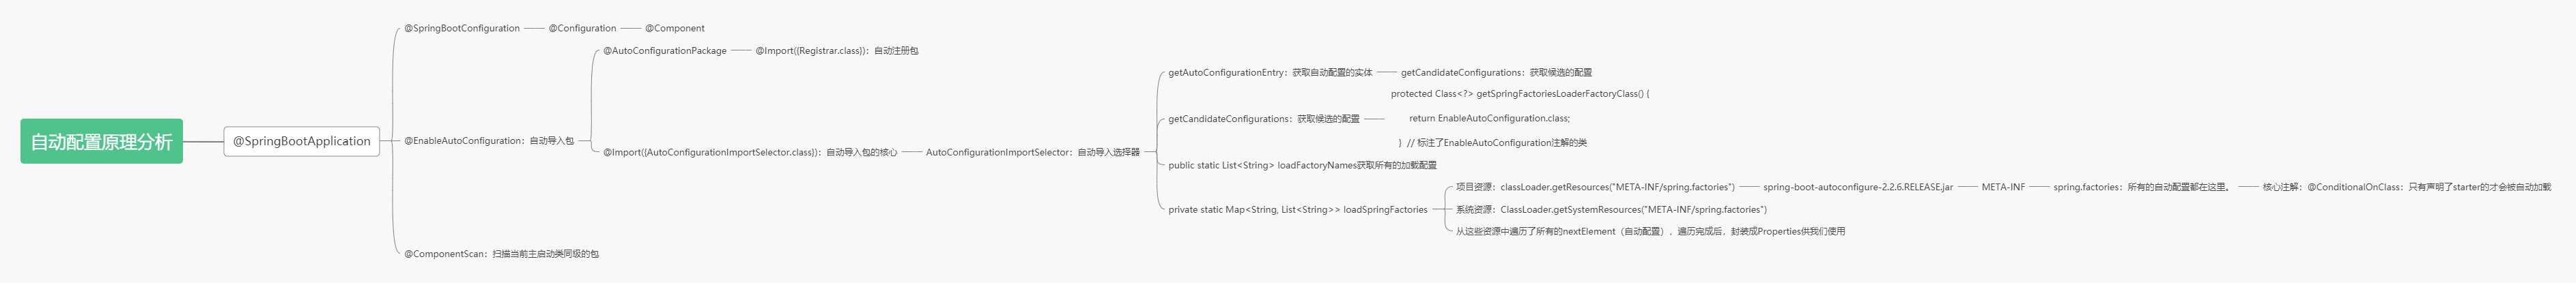 自动配置原理分析
@SpringBootApplication
@SpringBootConfiguration
@Configuration
@Component
@EnableAutoConfiguration：自动导入包
@AutoConfigurationPackage
@Import({Registrar.class})：自动注册包
@Import({AutoConfigurationImportSelector.class})：自动导入包的核心
AutoConfigurationImportSelector：自动导入选择器
getAutoConfigurationEntry：获取自动配置的实体
getCandidateConfigurations：获取候选的配置
getCandidateConfigurations：获取候选的配置
protected Class<?> getSpringFactoriesLoaderFactoryClass() {
return EnableAutoConfiguration.class;
} // 标注了EnableAutoConfiguration注解的类
public static List<String> loadFactoryNames获取所有的加载配置
private static Map<String, List<String>> loadSpringFactories
项目资源：classLoader.getResources("META-INF/spring.factories")
spring-boot-autoconfigure-2.2.6.RELEASE.jar
META-INF
spring.factories：所有的自动配置都在这里。
核心注解：@ConditionalOnClass：只有声明了starter的才会被自动加载
系统资源：ClassLoader.getSystemResources("META-INF/spring.factories")
从这些资源中遍历了所有的nextElement（自动配置），遍历完成后，封装成Properties供我们使用
@ComponentScan：扫描当前主启动类同级的包